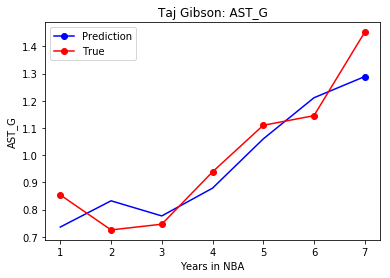 Taj Gibson: AST_G
Prediction
True
AST_G
1.4
1.3
1.2
1.1
1.0
0.9
0.8
0.7
1 2 3 4 5 6 7
Years in NBA